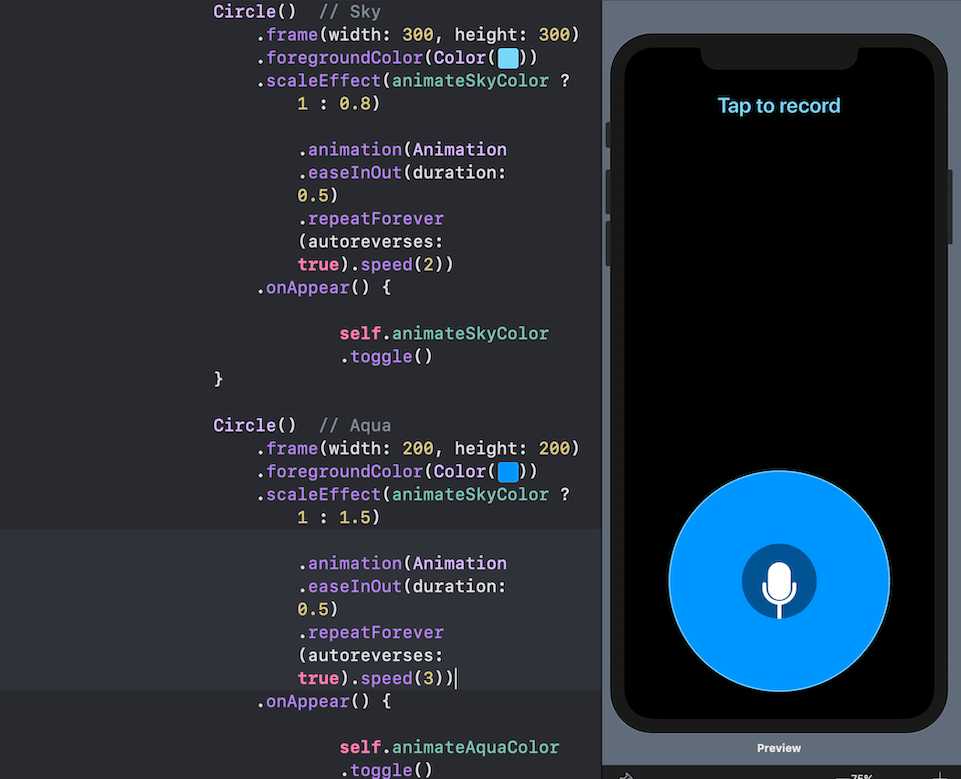 Circle()  // Sky
.frame(width: 300, height: 300)
.foregroundColor(Color( ))
.scaleEffect(animateSkyColor ?
1 : 0.8)
.animation(Animation
.easeInOut(duration:
0.5)
.repeatForever
(autoreverses:
true).speed(2))
.onAppear() {
self.animateSkyColor
.toggle()
}
Circle()  // Aqua
.frame(width: 200, height: 200)
.foregroundColor(Color( ))
.scaleEffect(animateSkyColor ?
1 : 1.5)
.animation(Animation
.easeInOut(duration:
0.5)
.repeatForever
(autoreverses:
true).speed(3))
.onAppear() {
self.animateAquaColor
.toggle()
Tap to record
Preview
75%